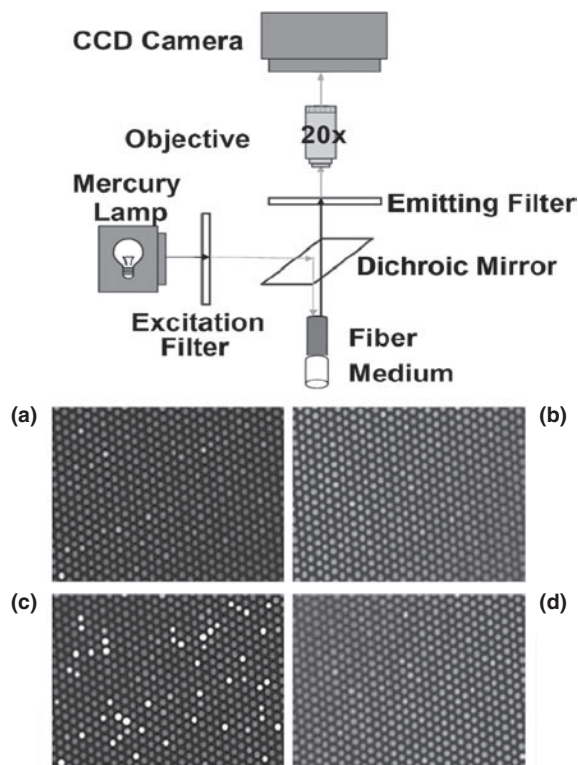 CCD Camera
Objective
20x
Mercury
Lamp
Emitting Filter
Dichroic Mirror
Excitation
Filter
Fiber
Medium
(a)
(b)
(c)
(d)